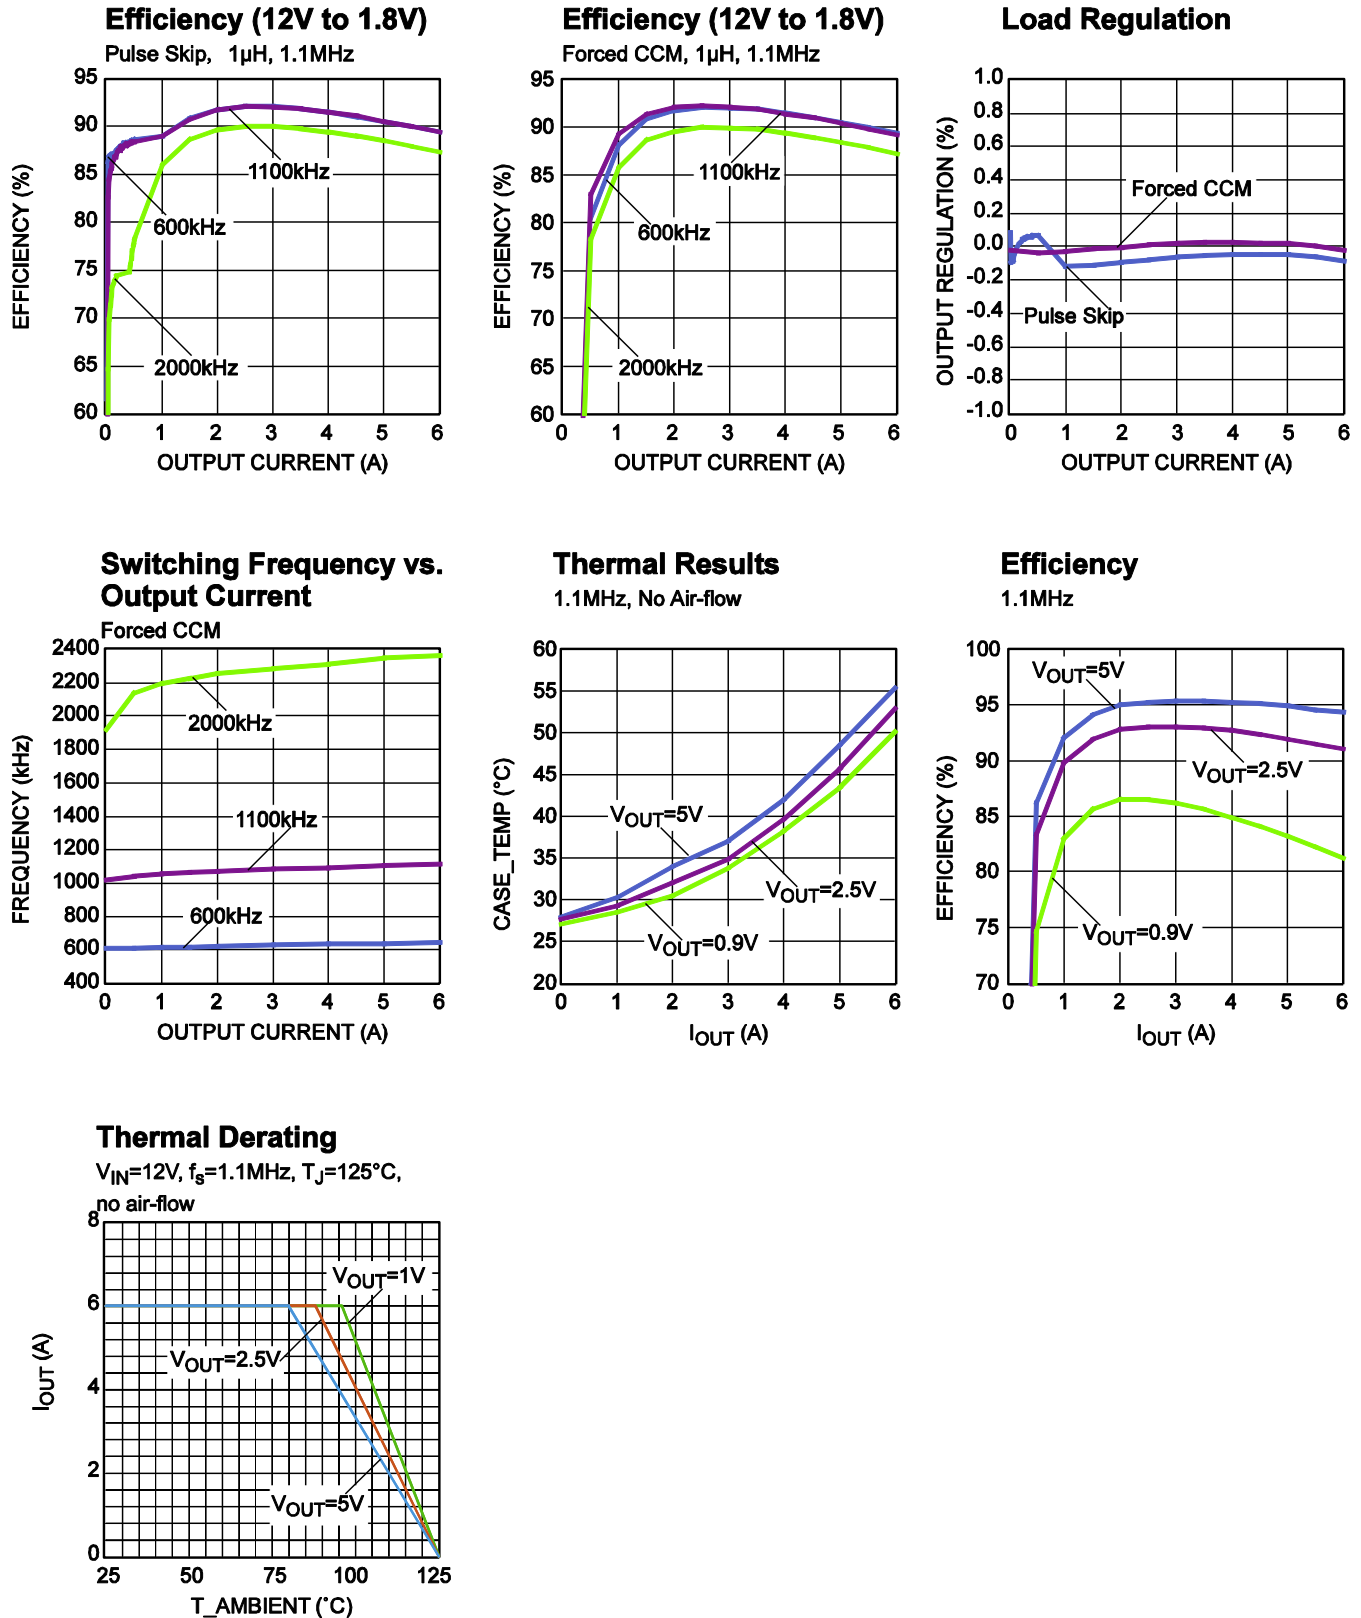 Efficiency (12V to 1.8V)
Pulse Skip, 1µH, 1.1MHz
95
90
85
80
75
70
65
60
EFFICIENCY (%)
1100kHz
600kHz
2000kHz
0 1 2 3 4 5 6
OUTPUT CURRENT (A)
Efficiency (12V to 1.8V)
Forced CCM, 1µH, 1.1MHz
95
90
85
80
75
70
65
60
EFFICIENCY (%)
1100kHz
600kHz
2000kHz
0 1 2 3 4 5 6
OUTPUT CURRENT (A)
Load Regulation
1.0
0.8
0.6
0.4
0.2
0.0
-0.2
-0.4
-0.6
-0.8
-1.0
OUTPUT REGULATION (%)
Forced CCM
Pulse Skip
0 1 2 3 4 5 6
OUTPUT CURRENT (A)
Switching Frequency vs.
Output Current
Forced CCM
2400
2200
2000
1800
1600
1400
1200
1000
800
600
400
FREQUENCY (kHz)
2000kHz
1100kHz
600kHz
0 1 2 3 4 5 6
OUTPUT CURRENT (A)
Thermal Results
1.1MHz, No Air-flow
60
55
50
45
40
35
30
25
20
CASE_TEMP (°C)
VOUT=5V
VOUT=2.5V
VOUT=0.9V
0 1 2 3 4 5 6
IOUT (A)
Efficiency
1.1MHz
100
95
90
85
80
75
70
EFFICIENCY (%)
VOUT=5V
VOUT=2.5V
VOUT=0.9V
0 1 2 3 4 5 6
IOUT (A)
Thermal Derating
VIN=12V, fs=1.1MHz, TJ=125°C,
no air-flow
8
6
4
2
0
IOUT (A)
VOUT=1V
VOUT=2.5V
VOUT=5V
25 50 75 100 125
T_AMBIENT (°C)